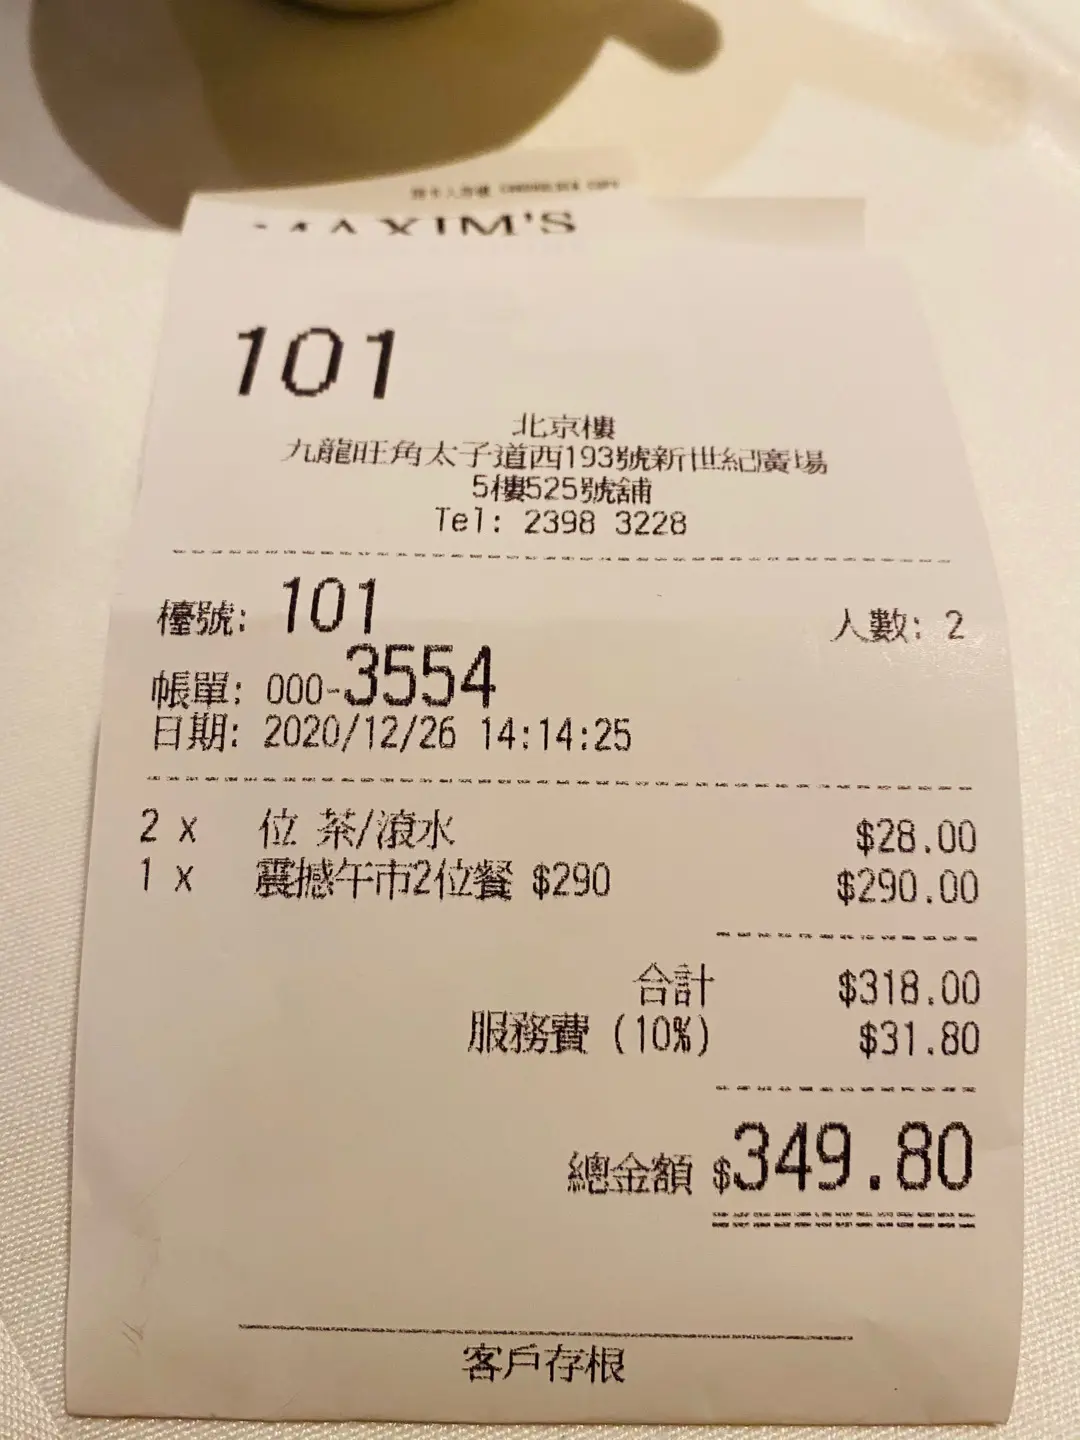 MAXIM'S
101
北京樓
九龍旺角太子道西193號新世紀廣場
5樓525號舖
Tel: 2398 3228
檯號: 101 人數: 2
帳單: 000-3554
日期: 2020/12/26 14:14:25
2 x 位 茶/滾水 $28.00
1 x 震撼午市2位餐 $290 $290.00
合計 $318.00
服務費 (10%) $31.80
總金額 $349.80
客戶存根